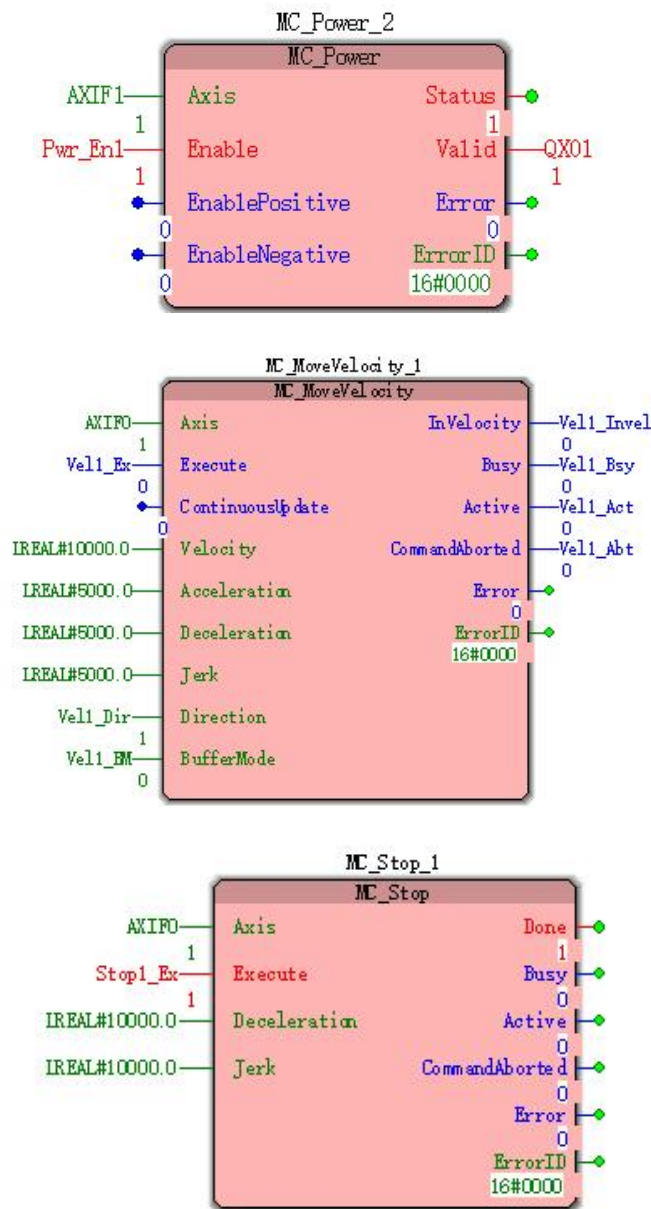 MC_Power_2
MC_Power
AXIF1 Axis Status
1 1
Pwr_En1 Enable Valid QX01
1 1
EnablePositive Error
0 0
EnableNegative ErrorID
0 16#0000
MC_MoveVelocity_1
MC_MoveVelocity
AXIF0 Axis InVelocity Vel1_Invel
1 0
Vel1_Ex Execute Busy Vel1_Bsy
0 0
ContinuousUpdate Active Vel1_Act
0 0
LREAL#10000.0 Velocity CommandAborted Vel1_Abt
0
LREAL#5000.0 Acceleration Error
0
LREAL#5000.0 Deceleration ErrorID
16#0000
LREAL#5000.0 Jerk
Vel1_Dir Direction
1
Vel1_BM BufferMode
0
MC_Stop_1
MC_Stop
AXIF0 Axis Done
1 1
Stop1_Ex Execute Busy
1 0
LREAL#10000.0 Deceleration Active
0
LREAL#10000.0 Jerk CommandAborted
0
Error
0
ErrorID
16#0000